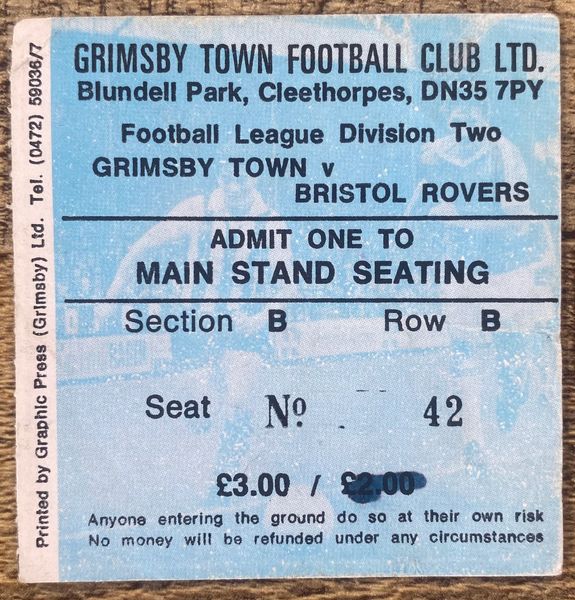 GRIMSBY TOWN FOOTBALL CLUB LTD.
Blundell Park, Cleethorpes, DN35 7PY
Football League Division Two
GRIMSBY TOWN v
BRISTOL ROVERS
ADMIT ONE TO
MAIN STAND SEATING
Section B Row B
Seat Nº 42
£3.00 / £2.00
Anyone entering the ground do so at their own risk
No money will be refunded under any circumstances
Printed by Graphic Press (Grimsby) Ltd. Tel. (0472) 59036/7